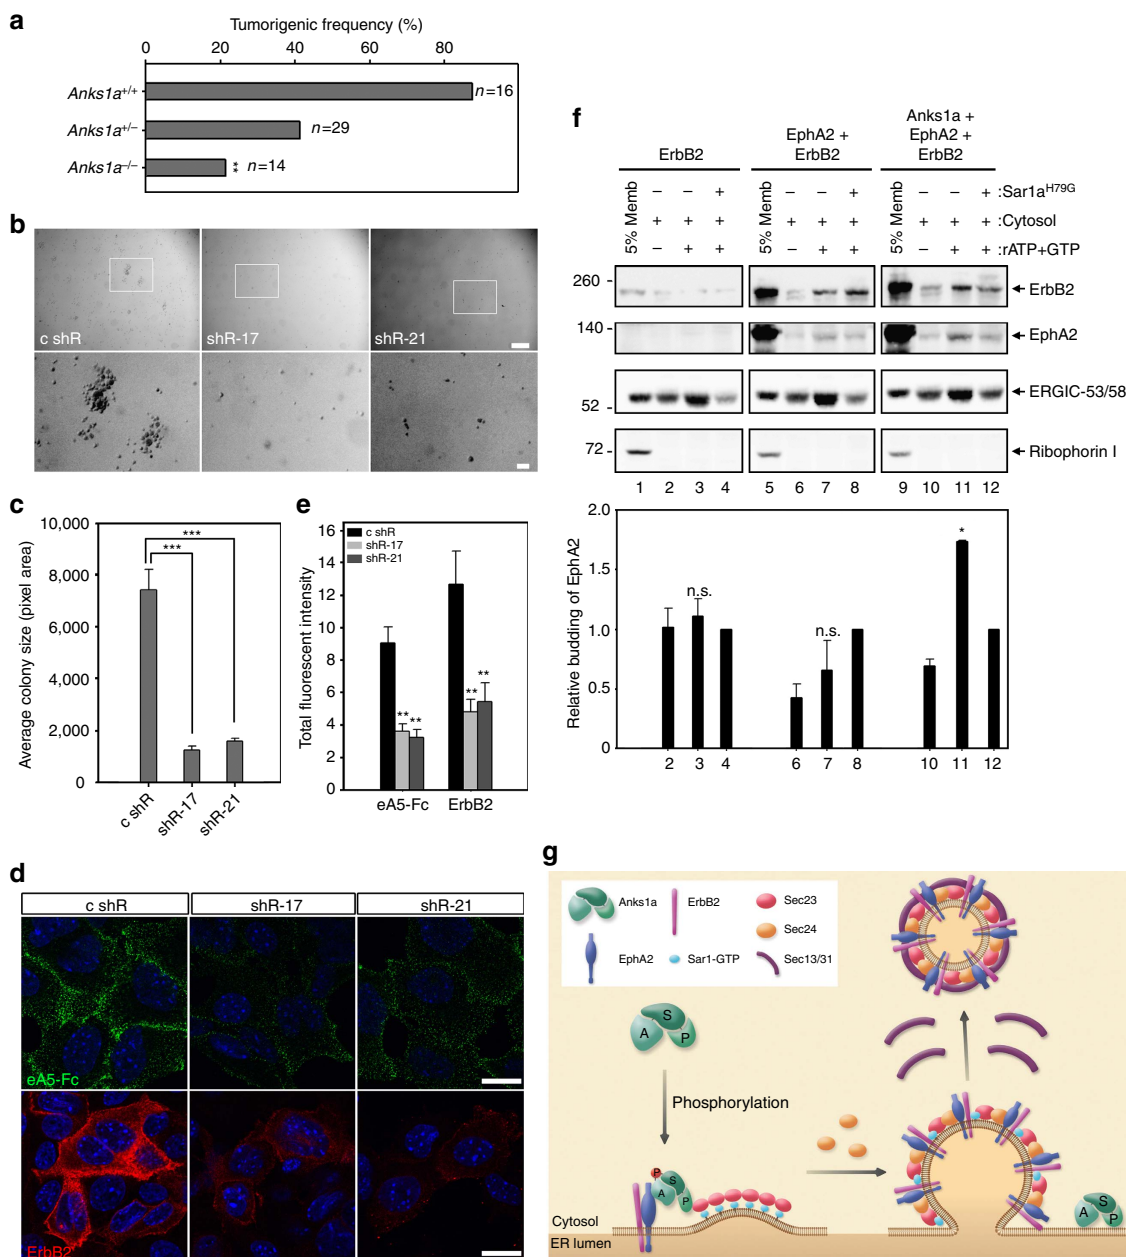 a
Tumorigenic frequency (%)
0 20 40 60 80
Anks1a+/+ n=16
Anks1a+/– n=29
Anks1a–/– ** n=14
b
c shR shR-17 shR-21
c
Average colony size (pixel area)
10,000
8,000
6,000
4,000
2,000
0
***
***
c shR shR-17 shR-21
e
Total fluorescent intensity
16
14
12
10
8
6
4
2
0
c shR
shR-17
shR-21
** **
** **
eA5-Fc ErbB2
d
c shR shR-17 shR-21
eA5-Fc
ErbB2
f
ErbB2
EphA2 +
ErbB2
Anks1a +
EphA2 +
ErbB2
5% Memb – – + 5% Memb – – + 5% Memb – – + :Sar1aH79G
+ + + + + + + + + :Cytosol
– + + – + + – + + :rATP+GTP
260 - ErbB2
140 - EphA2
52 - ERGIC-53/58
72 - Ribophorin I
1 2 3 4 5 6 7 8 9 10 11 12
Relative budding of EphA2
2.0
1.5
1.0
0.5
0
n.s.
n.s.
*
2 3 4 6 7 8 10 11 12
g
Anks1a ErbB2 Sec23
Sec24
EphA2 Sar1-GTP Sec13/31
A S P
Phosphorylation
P
A S P
A S P
Cytosol
ER lumen